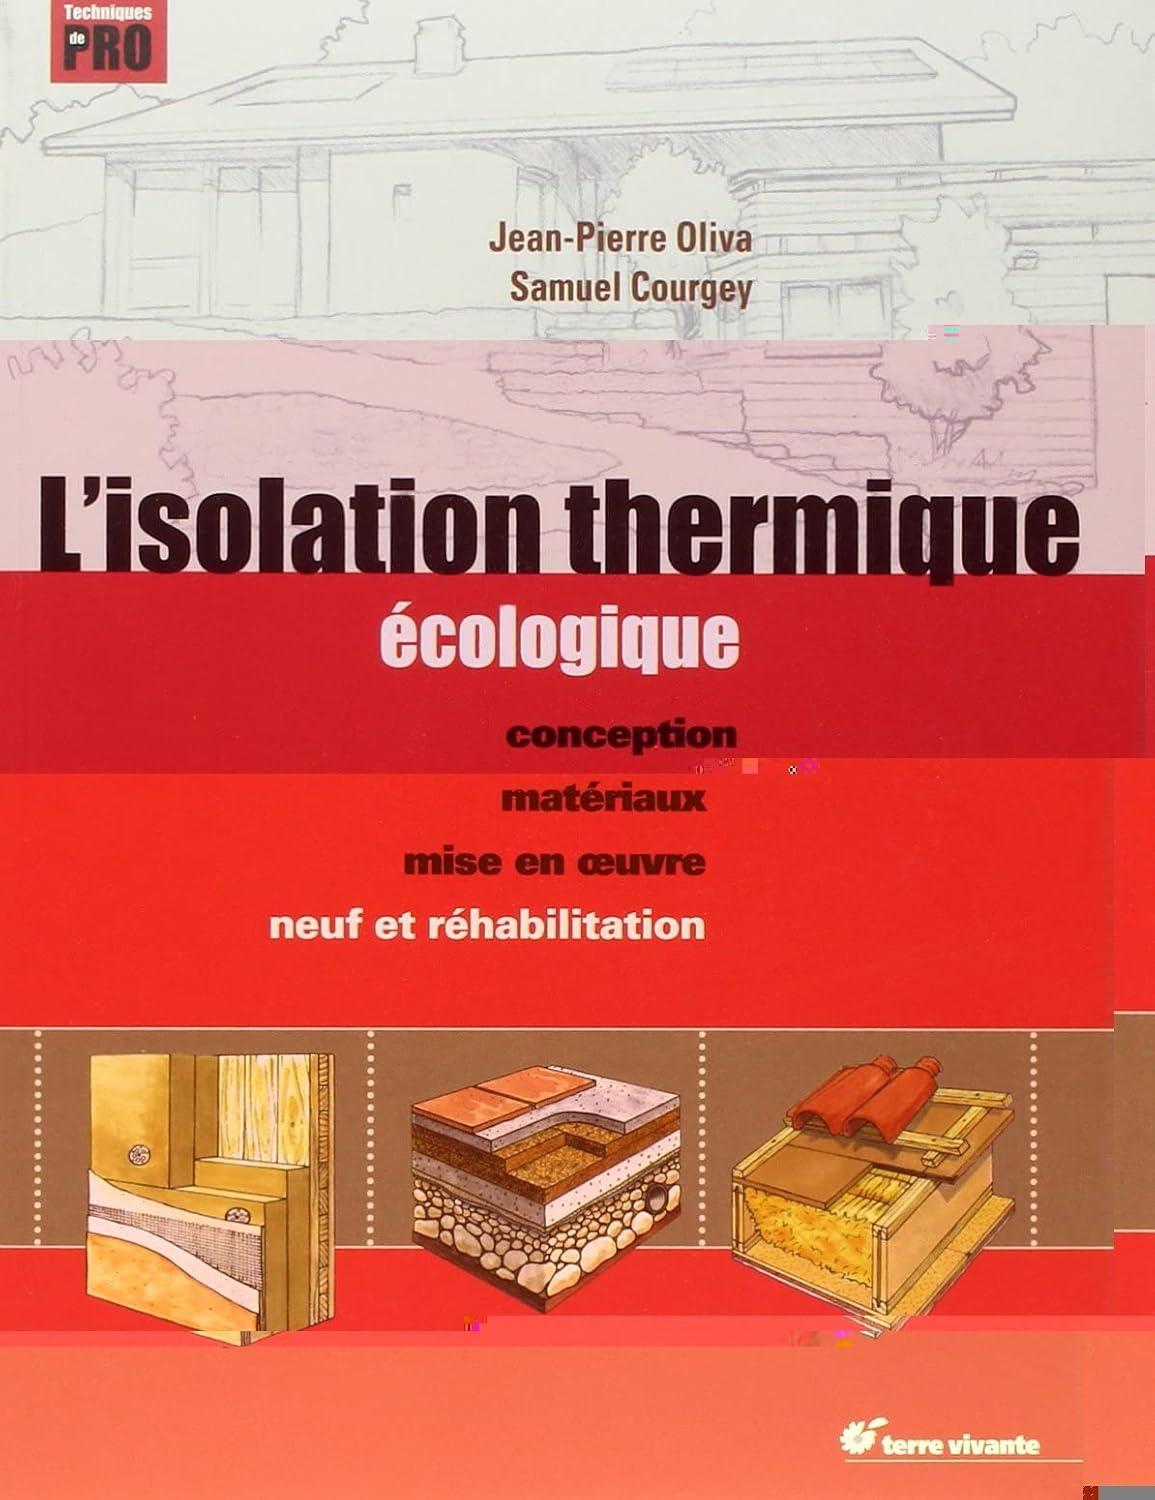 Techniques
de
PRO
Jean-Pierre Oliva
Samuel Courgey
L'isolation thermique
écologique
conception
matériaux
mise en œuvre
neuf et réhabilitation
terre vivante